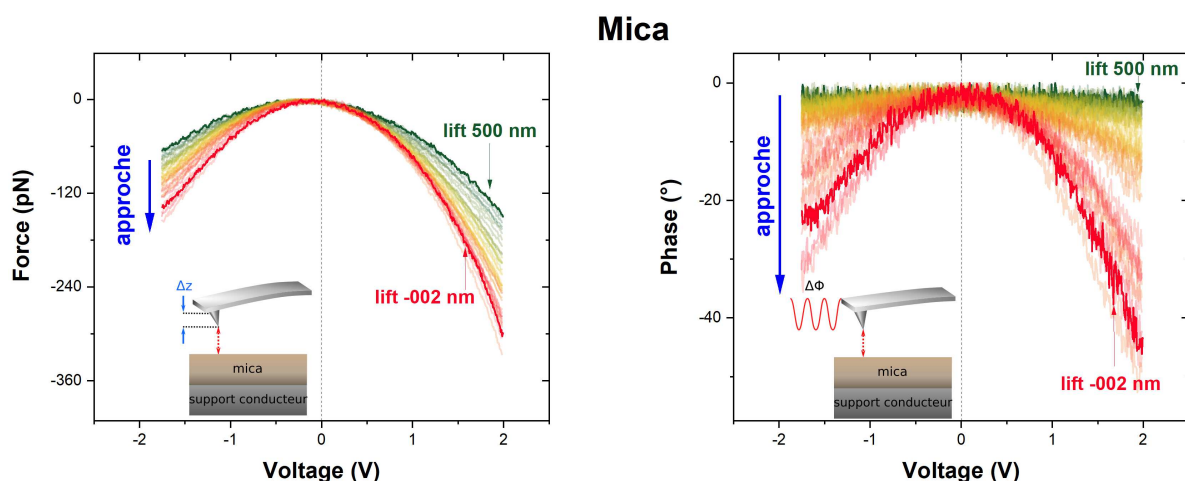 Mica
Force (pN)
0
-120
-240
-360
-2
-1
0
1
2
Voltage (V)
approche
lift 500 nm
lift -002 nm
Δz
mica
support conducteur
Phase (°)
0
-20
-40
-2
-1
0
1
2
Voltage (V)
approche
lift 500 nm
lift -002 nm
ΔΦ
mica
support conducteur